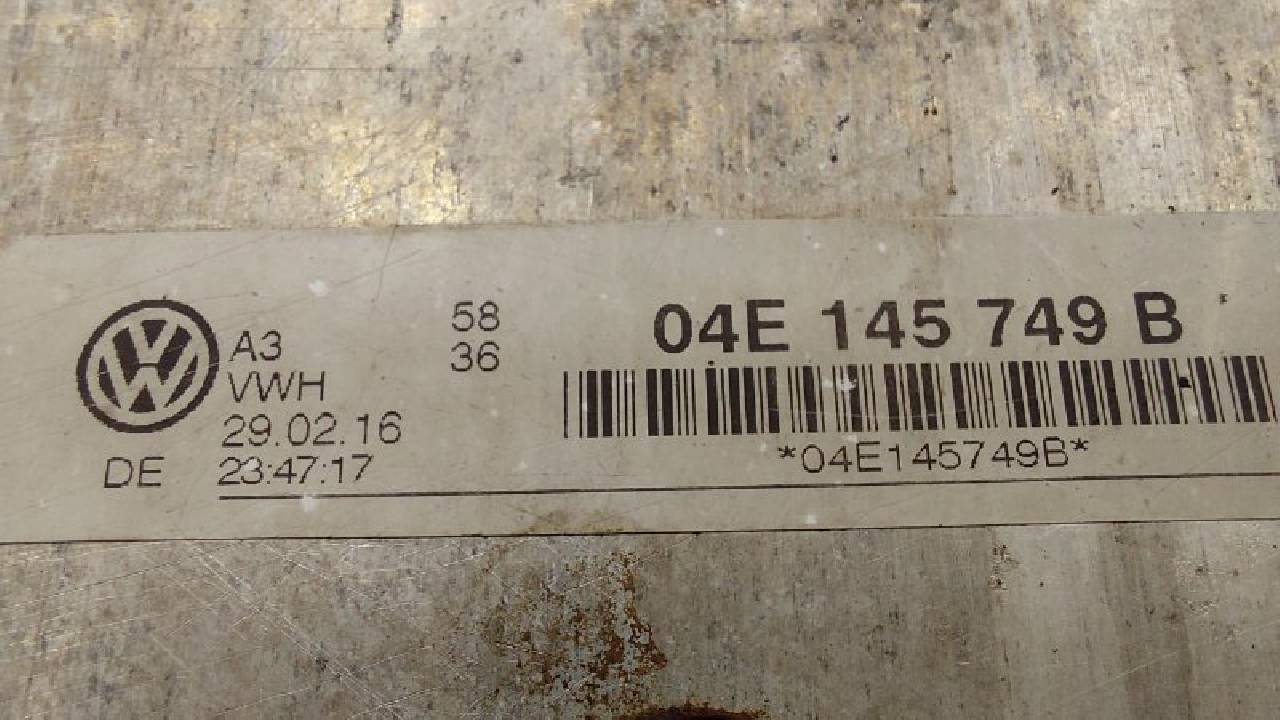 A3
VWH
29.02.16
DE 23:47:17
58
36
04E 145 749 B
*04E145749B*